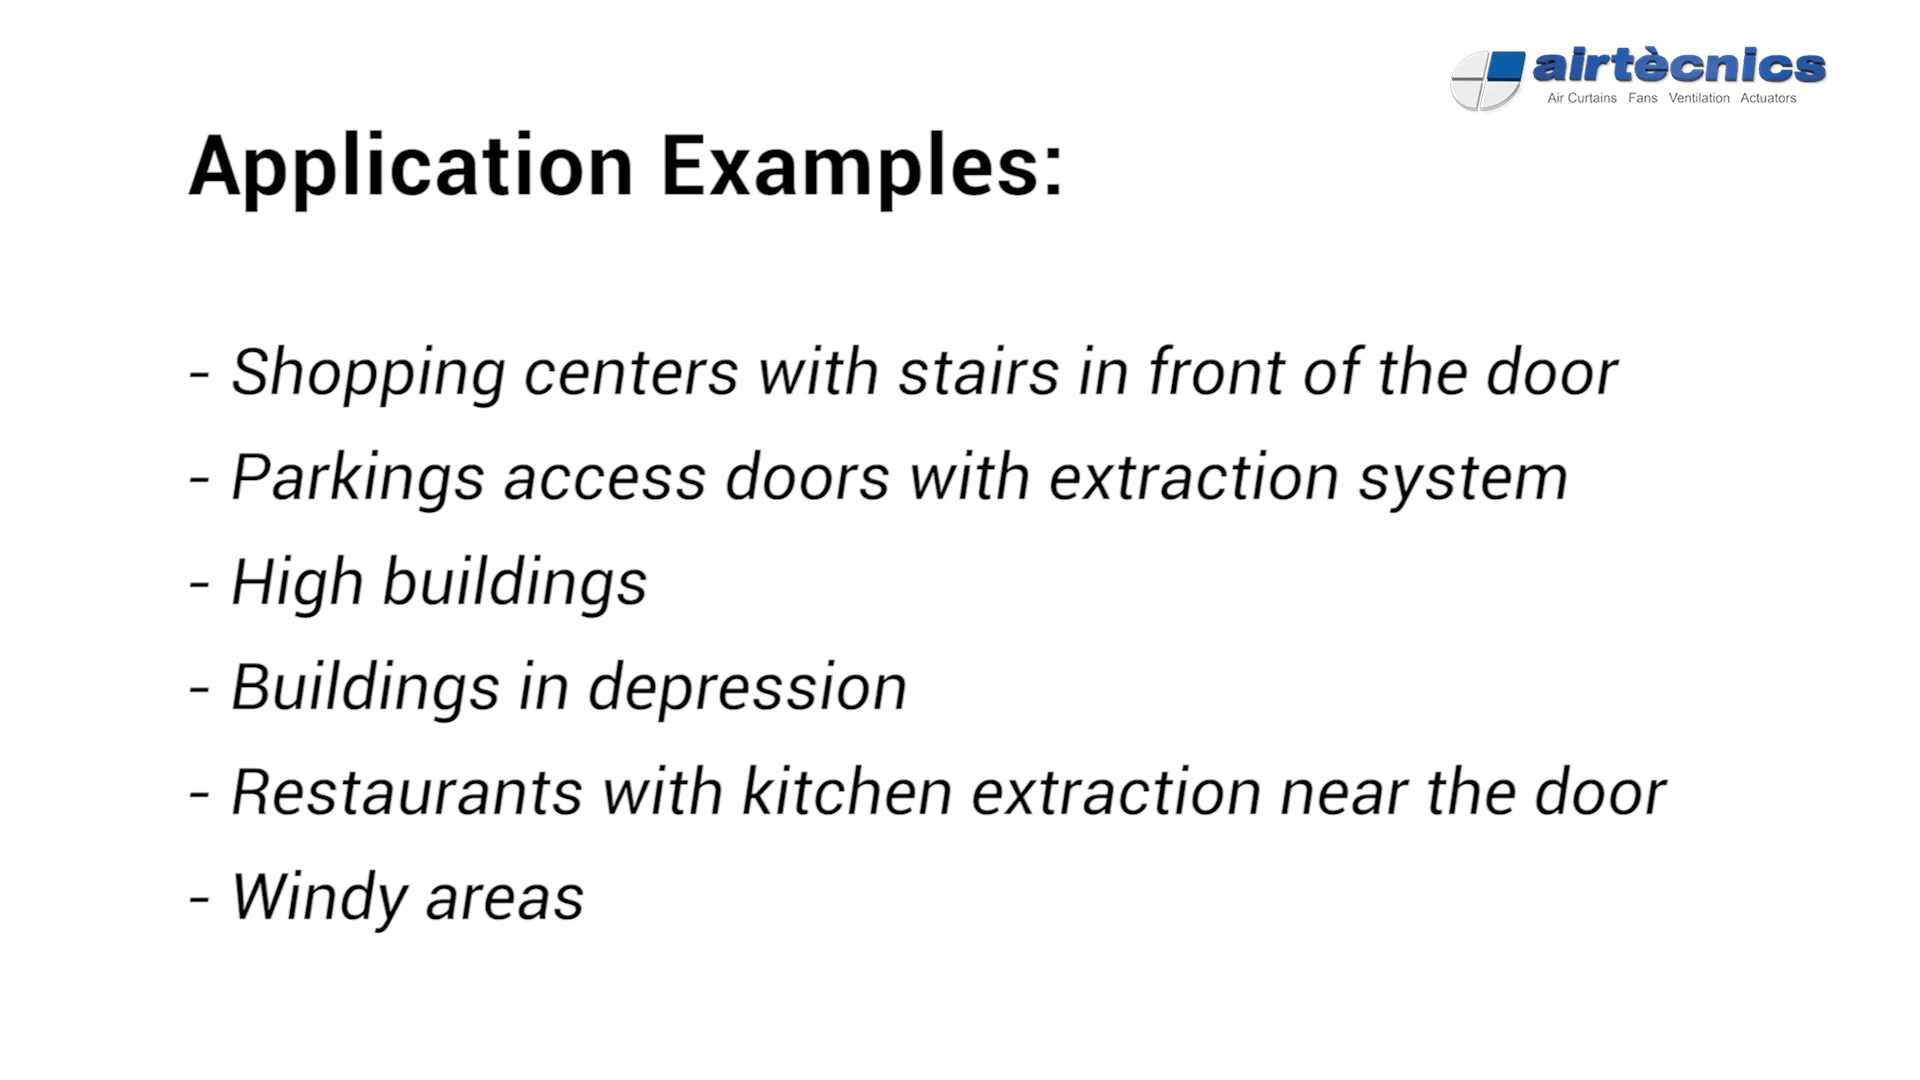 airtècnics
Air Curtains Fans Ventilation Actuators
Application Examples:
- Shopping centers with stairs in front of the door
- Parkings access doors with extraction system
- High buildings
- Buildings in depression
- Restaurants with kitchen extraction near the door
- Windy areas